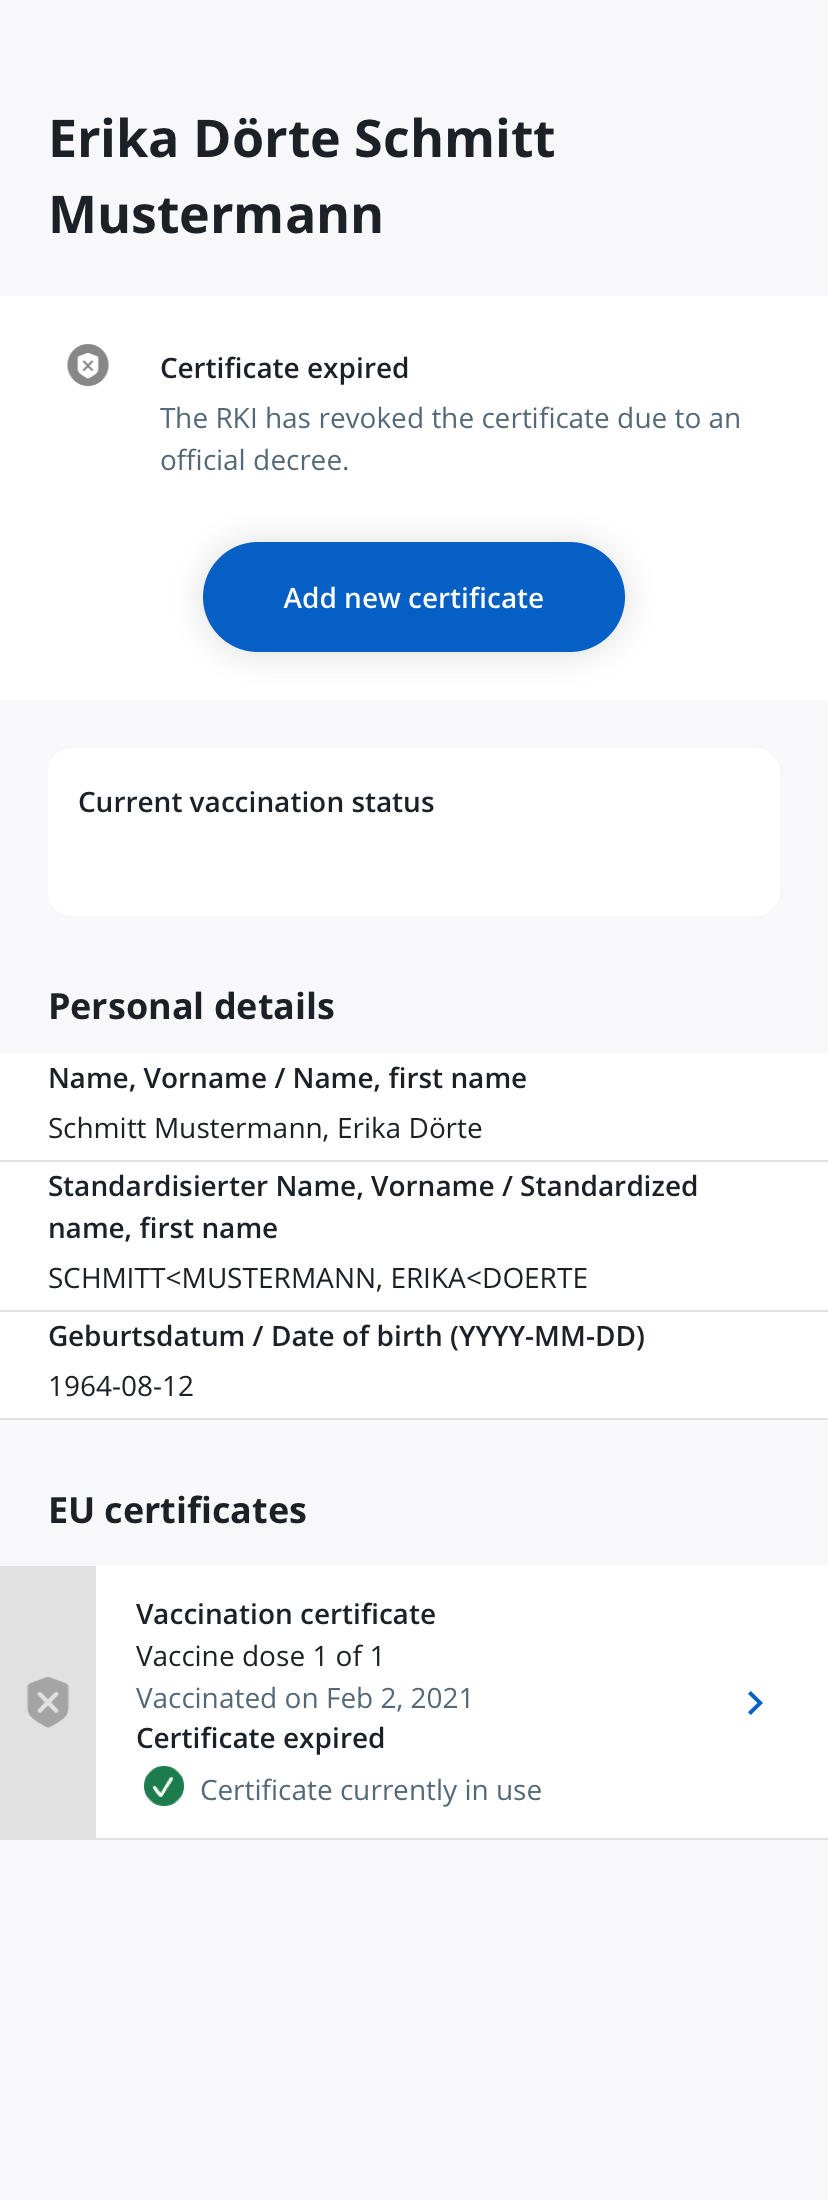 Erika Dörte Schmitt
Mustermann
Certificate expired
The RKI has revoked the certificate due to an
official decree.
Add new certificate
Current vaccination status
Personal details
Name, Vorname / Name, first name
Schmitt Mustermann, Erika Dörte
Standardisierter Name, Vorname / Standardized
name, first name
SCHMITT<MUSTERMANN, ERIKA<DOERTE
Geburtsdatum / Date of birth (YYYY-MM-DD)
1964-08-12
EU certificates
Vaccination certificate
Vaccine dose 1 of 1
Vaccinated on Feb 2, 2021
Certificate expired
Certificate currently in use